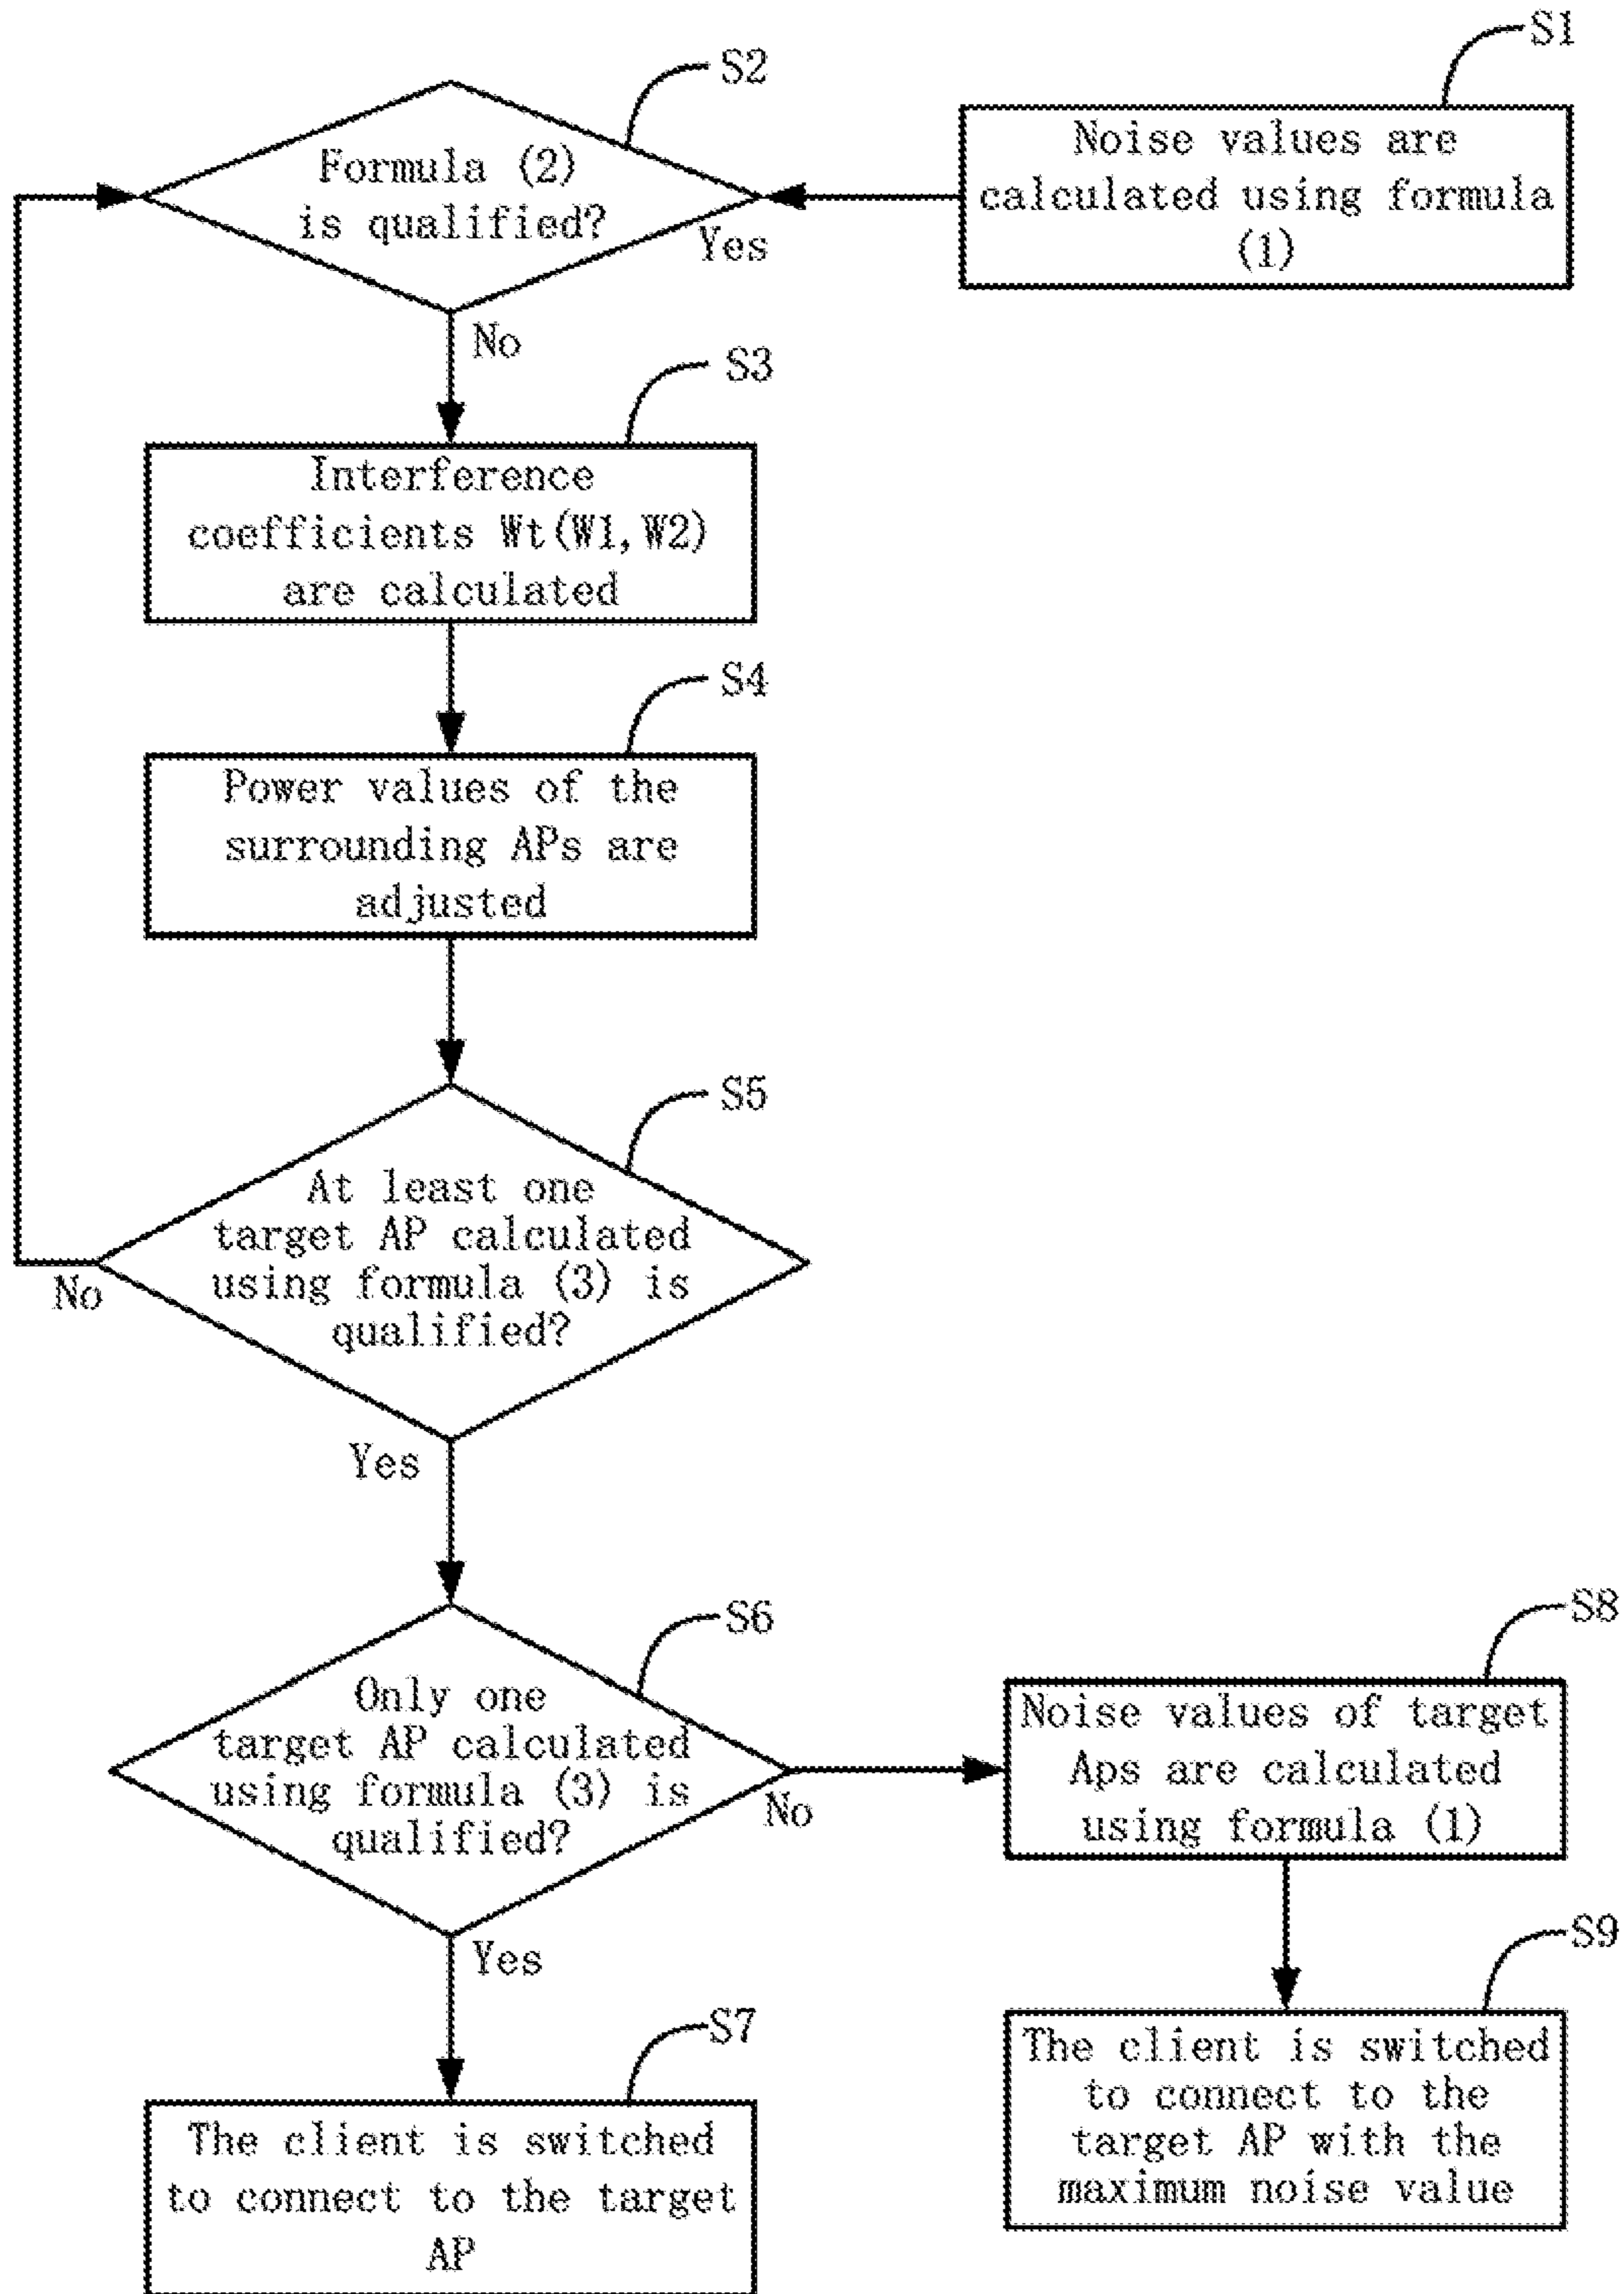 S1
Noise values are
calculated using formula
(1)
S2
Formula (2)
is qualified?
Yes
No
S3
Interference
coefficients Wt(W1,W2)
are calculated
S4
Power values of the
surrounding APs are
adjusted
S5
At least one
target AP calculated
using formula (3) is
qualified?
No
Yes
S6
Only one
target AP calculated
using formula (3) is
qualified?
No
Yes
S7
The client is switched
to connect to the target
AP
S8
Noise values of target
Aps are calculated
using formula (1)
S9
The client is switched
to connect to the
target AP with the
maximum noise value